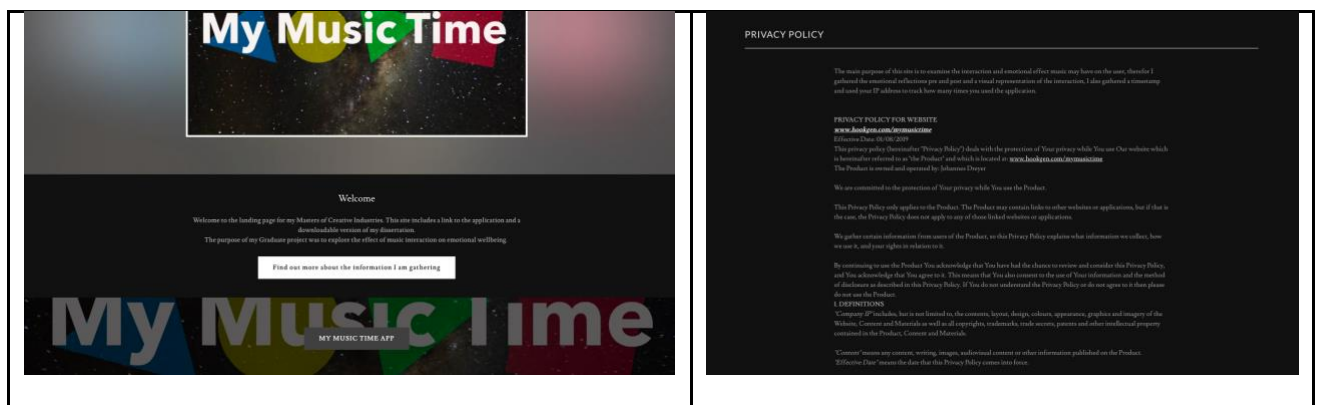 My Music Time
Welcome
Welcome to the landing page for my Masters of Creative Industries. This site includes a link to the application and a
downloadable version of my dissertation.
The purpose of my Graduate project was to explore the effect of music interaction on emotional wellbeing.
Find out more about the information I am gathering
My Music Time
MY MUSIC TIME APP
PRIVACY POLICY
The main purpose of this site is to examine the interaction and emotional effect music may have on the user, therefor I
gathered the emotional reflections pre and post and a visual representation of the interaction, I also gathered a timestamp
and used your IP address to track how many times you used the application.
PRIVACY POLICY FOR WEBSITE
www.hookgen.com/mymusictime
Effective Date: 01/08/2019
This privacy policy (hereinafter "Privacy Policy") deals with the protection of Your privacy while You use Our website which
is hereinafter referred to as "the Product" and which is located at: www.hookgen.com/mymusictime
The Product is owned and operated by: Johannes Dreyer
We are committed to the protection of Your privacy while You use the Product.
This Privacy Policy only applies to the Product. The Product may contain links to other websites or applications, but if that is
the case, the Privacy Policy does not apply to any of those linked websites or applications.
We gather certain information from users of the Product, so this Privacy Policy explains what information we collect, how
we use it, and your rights in relation to it.
By continuing to use the Product You acknowledge that You have had the chance to review and consider this Privacy Policy,
and You acknowledge that You agree to it. This means that You also consent to the use of Your information and the method
of disclosure as described in this Privacy Policy. If You do not understand the Privacy Policy or do not agree to it then please
do not use the Product.
1. DEFINITIONS
"Company IP" includes, but is not limited to, the contents, layout, design, colours, appearance, graphics and imagery of the
Website, Content and Materials as well as all copyrights, trademarks, trade secrets, patents and other intellectual property
contained in the Product, Content and Materials.
"Content" means any content, writing, images, audiovisual content or other information published on the Product.
"Effective Date" means the date that this Privacy Policy comes into force.